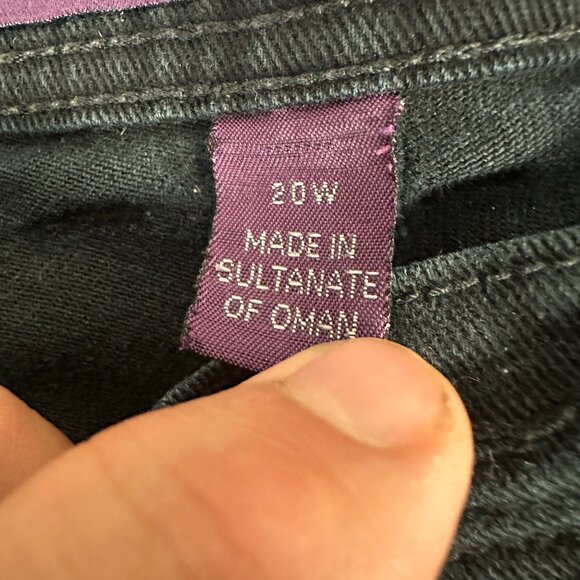 20W
MADE IN
SULTANATE
OF OMAN